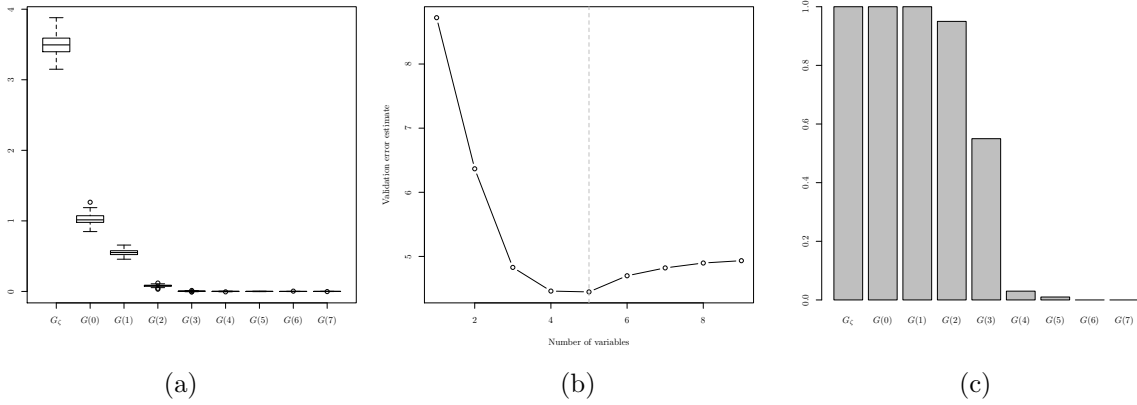 4
3
2
1
0
G_ζ G(0) G(1) G(2) G(3) G(4) G(5) G(6) G(7)
(a)
Validation error estimate
8
7
6
5
2 4 6 8
Number of variables
(b)
1.0
0.8
0.6
0.4
0.2
0.0
G_ζ G(0) G(1) G(2) G(3) G(4) G(5) G(6) G(7)
(c)